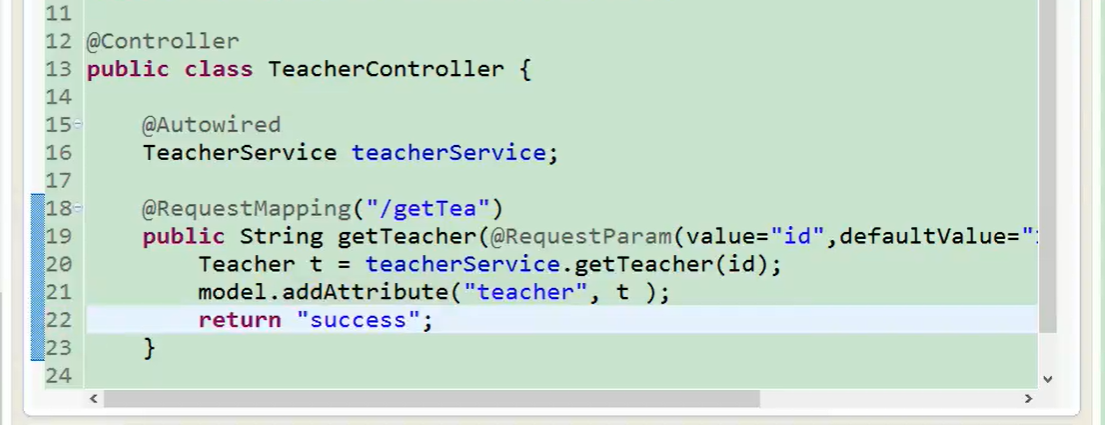 11
12 @Controller
13 public class TeacherController {
14
15 @Autowired
16 TeacherService teacherService;
17
18 @RequestMapping("/getTea")
19 public String getTeacher(@RequestParam(value="id",defaultValue="
20 Teacher t = teacherService.getTeacher(id);
21 model.addAttribute("teacher", t );
22 return "success";
23 }
24